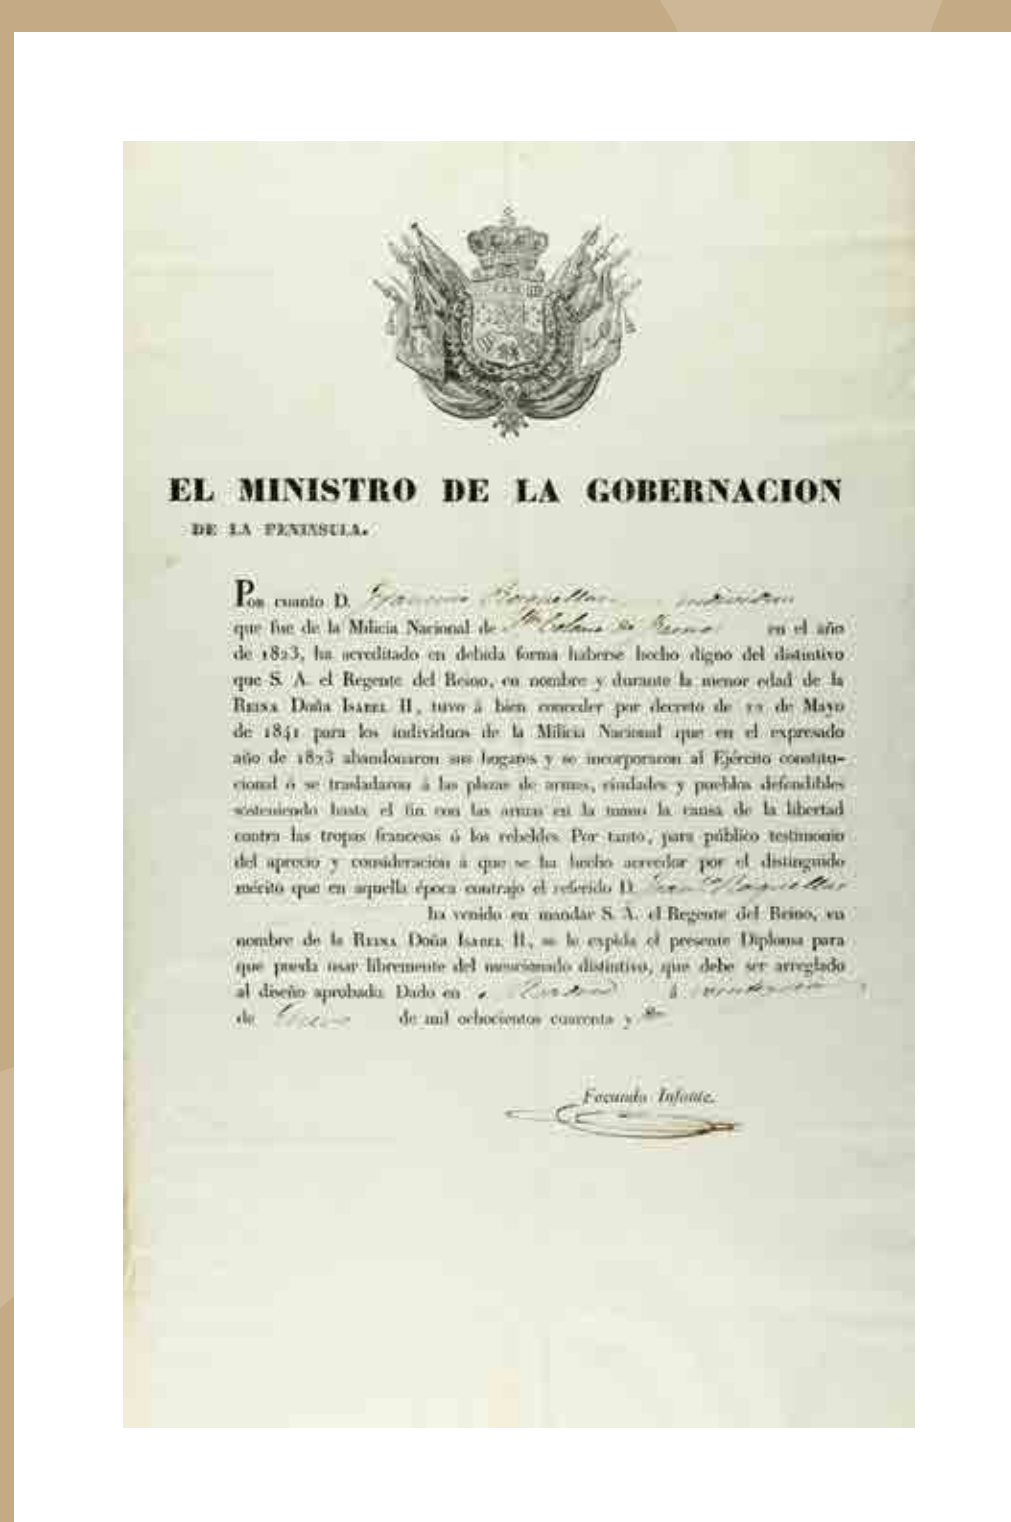 EL MINISTRO DE LA GOBERNACION
DE LA PENINSULA.
Por cuanto D. individuo
que fue de la Milicia Nacional de en el año
de 1823, ha acreditado en debida forma haberse hecho digno del distintivo
que S. A. el Regente del Reino, en nombre y durante la menor edad de la
REINA Doña ISABEL II, tuvo á bien conceder por decreto de de Mayo
de 1841 para los individuos de la Milicia Nacional que en el expresado
año de 1823 abandonaron sus hogares y se incorporaron al Ejército constitu-
cional ó se trasladaron á las plazas de armas, ciudades y pueblos defendibles
sosteniendo hasta el fin con las armas en la mano la causa de la libertad
contra las tropas francesas ó los rebeldes. Por tanto, para público testimonio
del aprecio y consideración á que se ha hecho acreedor por el distinguido
mérito que en aquella época contrajo el referido D.
ha venido en mandar S. A. el Regente del Reino, en
nombre de la REINA Doña ISABEL II, se le expida el presente Diploma para
que pueda usar libremente del mencionado distintivo, que debe ser arreglado
al diseño aprobado. Dado en á
de Enero de mil ochocientos cuarenta y
Facundo Infante.